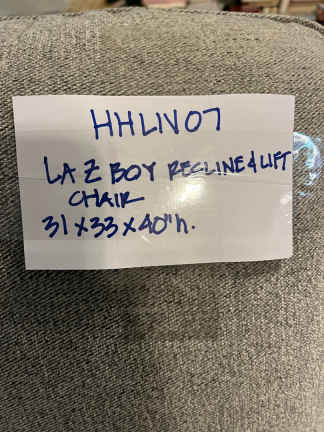 HHLIV07
LA Z BOY RECLINE & LIFT
CHAIR
31 x 33 x 40"h.